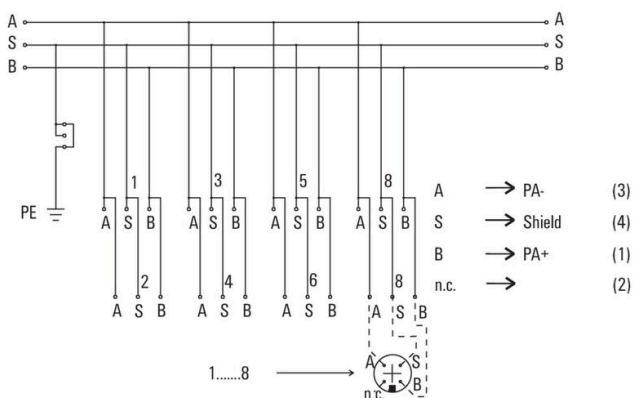 A A
S S
B B
1 3 5 8
PE
A S B A S B A S B A S B
2 4 6 8
A S B A S B A S B A S B
A → PA- (3)
S → Shield (4)
B → PA+ (1)
n.c. → (2)
1.......8
A S
B
n.c.